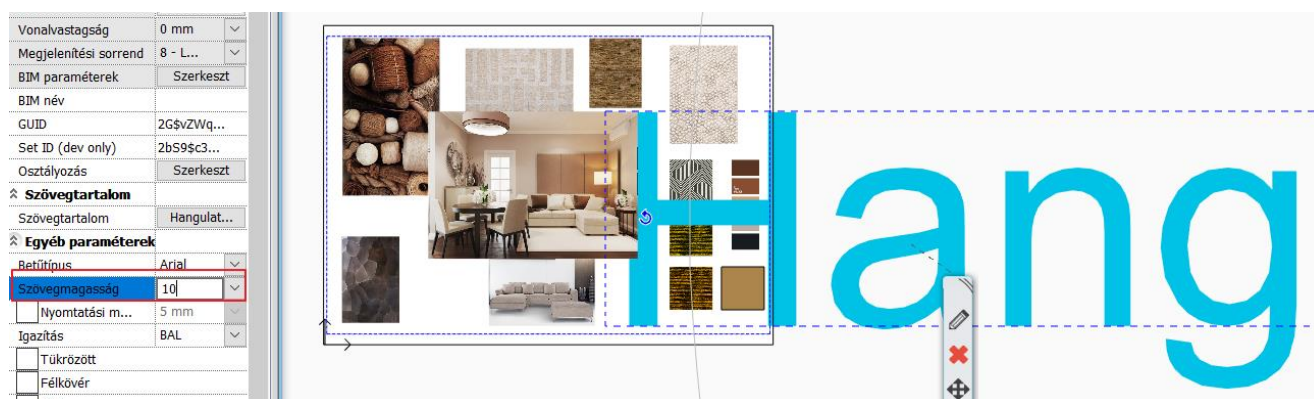 Vonalvastagság 0 mm
Megjelenítési sorrend 8 - L...
BIM paraméterek Szerkeszt
BIM név
GUID 2G$vZWq...
Set ID (dev only) 2bS9$c3...
Osztályozás Szerkeszt
Szövegtartalom
Szövegtartalom Hangulat...
Egyéb paraméterek
Betűtípus Arial
Szövegmagasság 10
Nyomtatási m... 5 mm
Igazítás BAL
Tükrözött
Félkövér
Hang